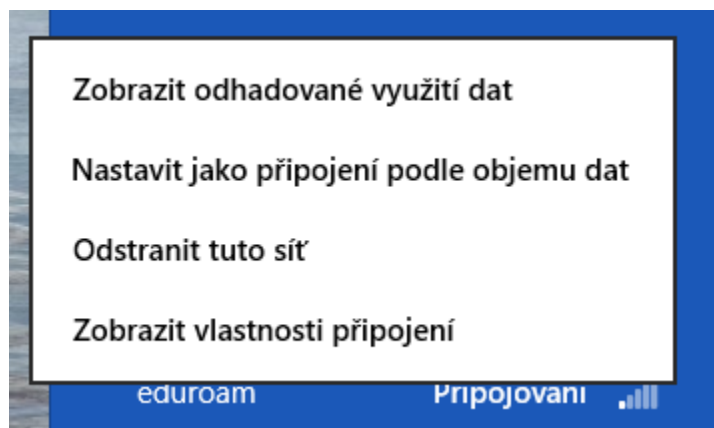 Zobrazit odhadované využití dat
Nastavit jako připojení podle objemu dat
Odstranit tuto síť
Zobrazit vlastnosti připojení
eduroam Připojování